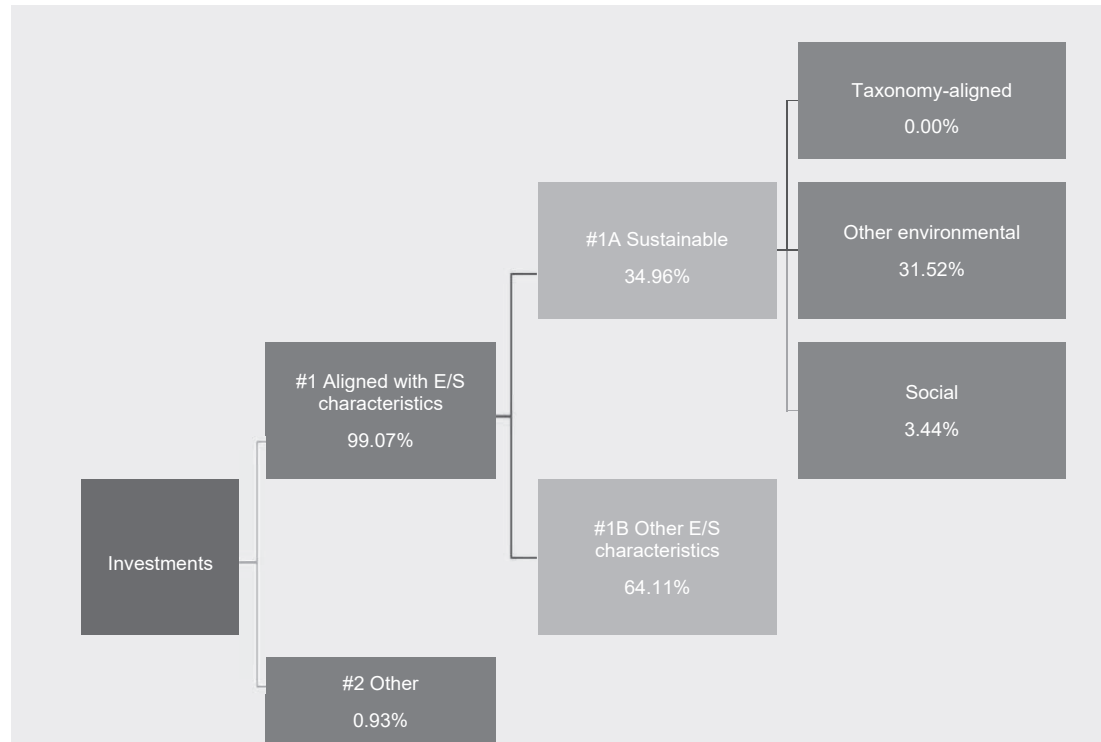 Taxonomy-aligned
0.00%
#1A Sustainable
34.96%
Other environmental
31.52%
#1 Aligned with E/S
characteristics
99.07%
Social
3.44%
Investments
#1B Other E/S
characteristics
64.11%
#2 Other
0.93%